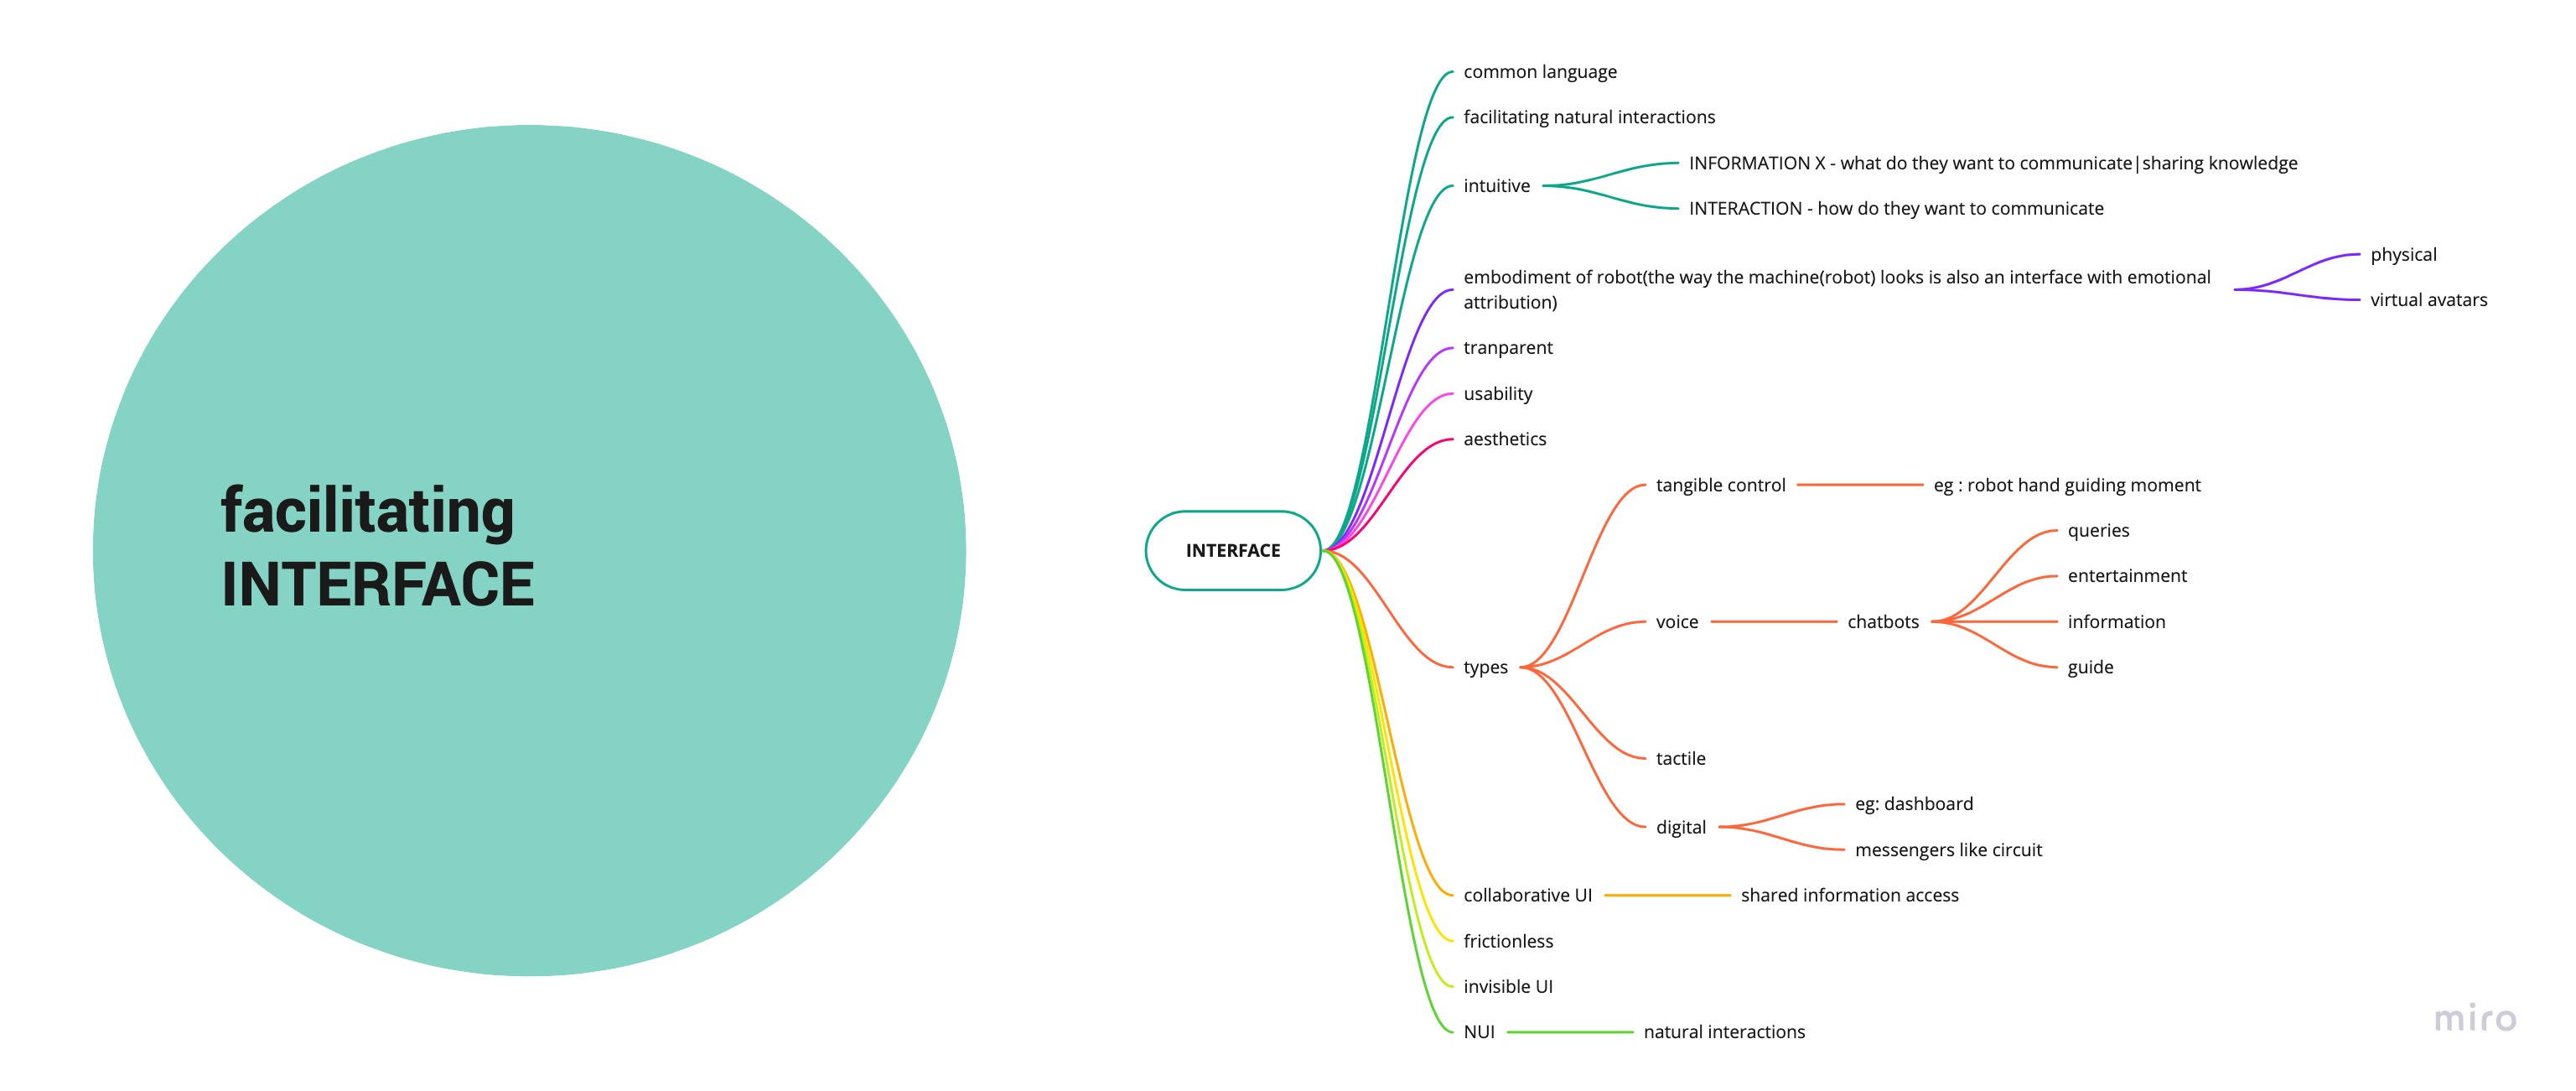 facilitating
INTERFACE
INTERFACE
common language
facilitating natural interactions
intuitive
INFORMATION X - what do they want to communecate|sharing knowledge
INTERACTION - how do they want to communicate
embodiment of robot(the way the machine(robot) looks is also an interface with emotional
attribution)
physical
virtual avatars
tranparent
usability
aesthetics
types
tangible control
eg : robot hand guiding moment
voice
chatbots
queries
entertainment
information
guide
tactile
digital
eg: dashboard
messengers like circuit
collaborative UI
shared information access
frictionless
invisible UI
NUI
natural interactions
miro